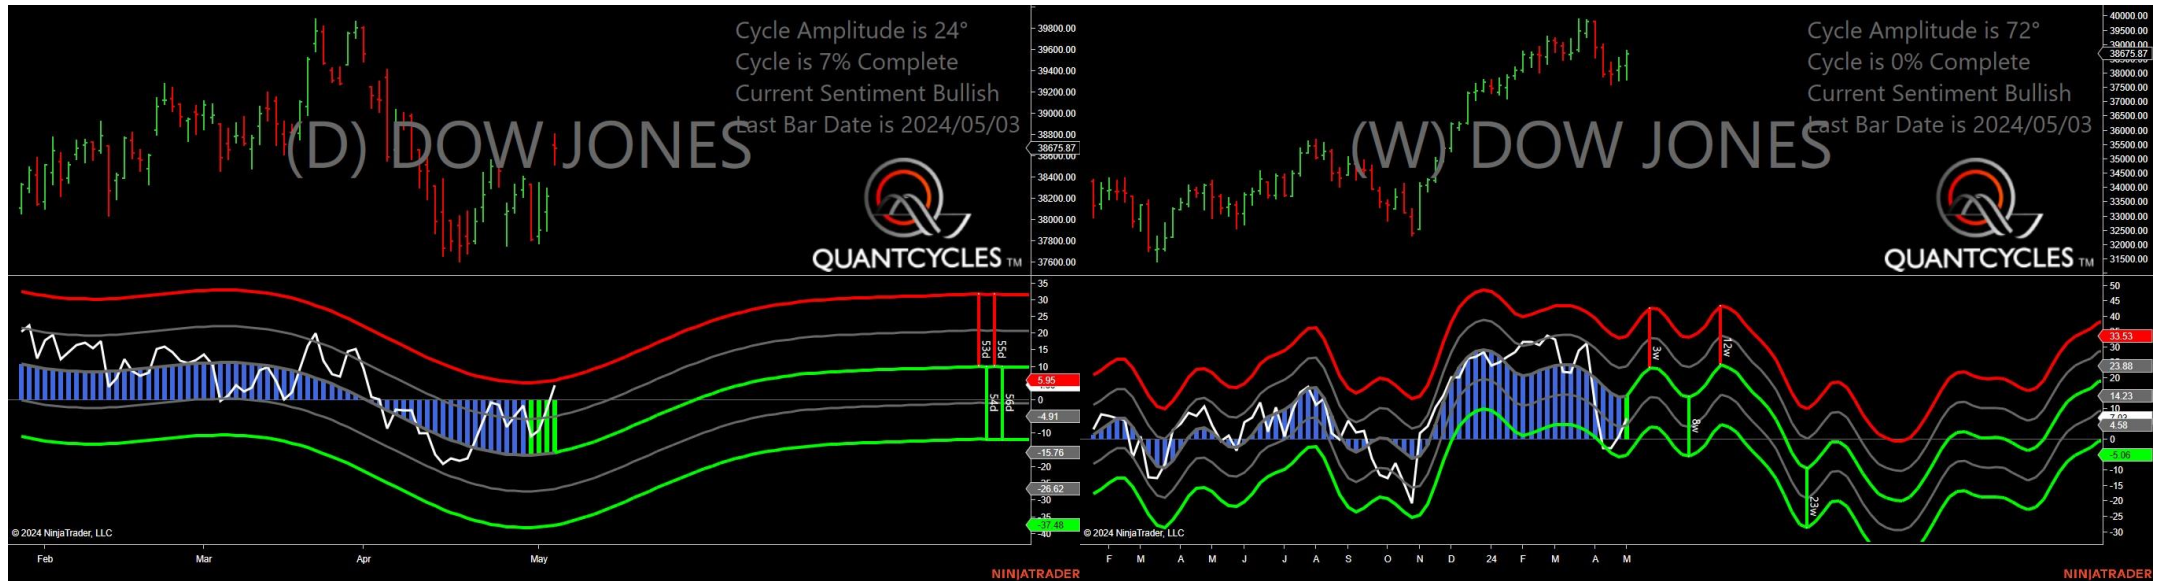 Cycle Amplitude is 24°
Cycle is 7% Complete
Current Sentiment Bullish
Last Bar Date is 2024/05/03
(D) DOW JONES
QUANTCYCLES TM
39800.00
39600.00
39400.00
39200.00
39000.00
38800.00
38675.87
38600.00
38400.00
38200.00
38000.00
37800.00
37600.00
35
30
25
20
15
10
5.95
0
-4.91
-10
-15.76
-20
-26.62
-30
-37.48
-40
53d
55d
54d
56d
© 2024 NinjaTrader, LLC
Feb Mar Apr May
NINJATRADER
Cycle Amplitude is 72°
Cycle is 0% Complete
Current Sentiment Bullish
Last Bar Date is 2024/05/03
(W) DOW JONES
QUANTCYCLES TM
40000.00
39500.00
39000.00
38675.87
38000.00
37500.00
37000.00
36500.00
36000.00
35500.00
35000.00
34500.00
34000.00
33500.00
33000.00
32500.00
32000.00
31500.00
50
45
40
33.53
30
23.88
20
14.23
10
4.58
0
-5.06
-10
-15
-20
-25
-30
3w
12w
8w
23w
© 2024 NinjaTrader, LLC
F M A M J J A S O N D 24 F M A M
NINJATRADER